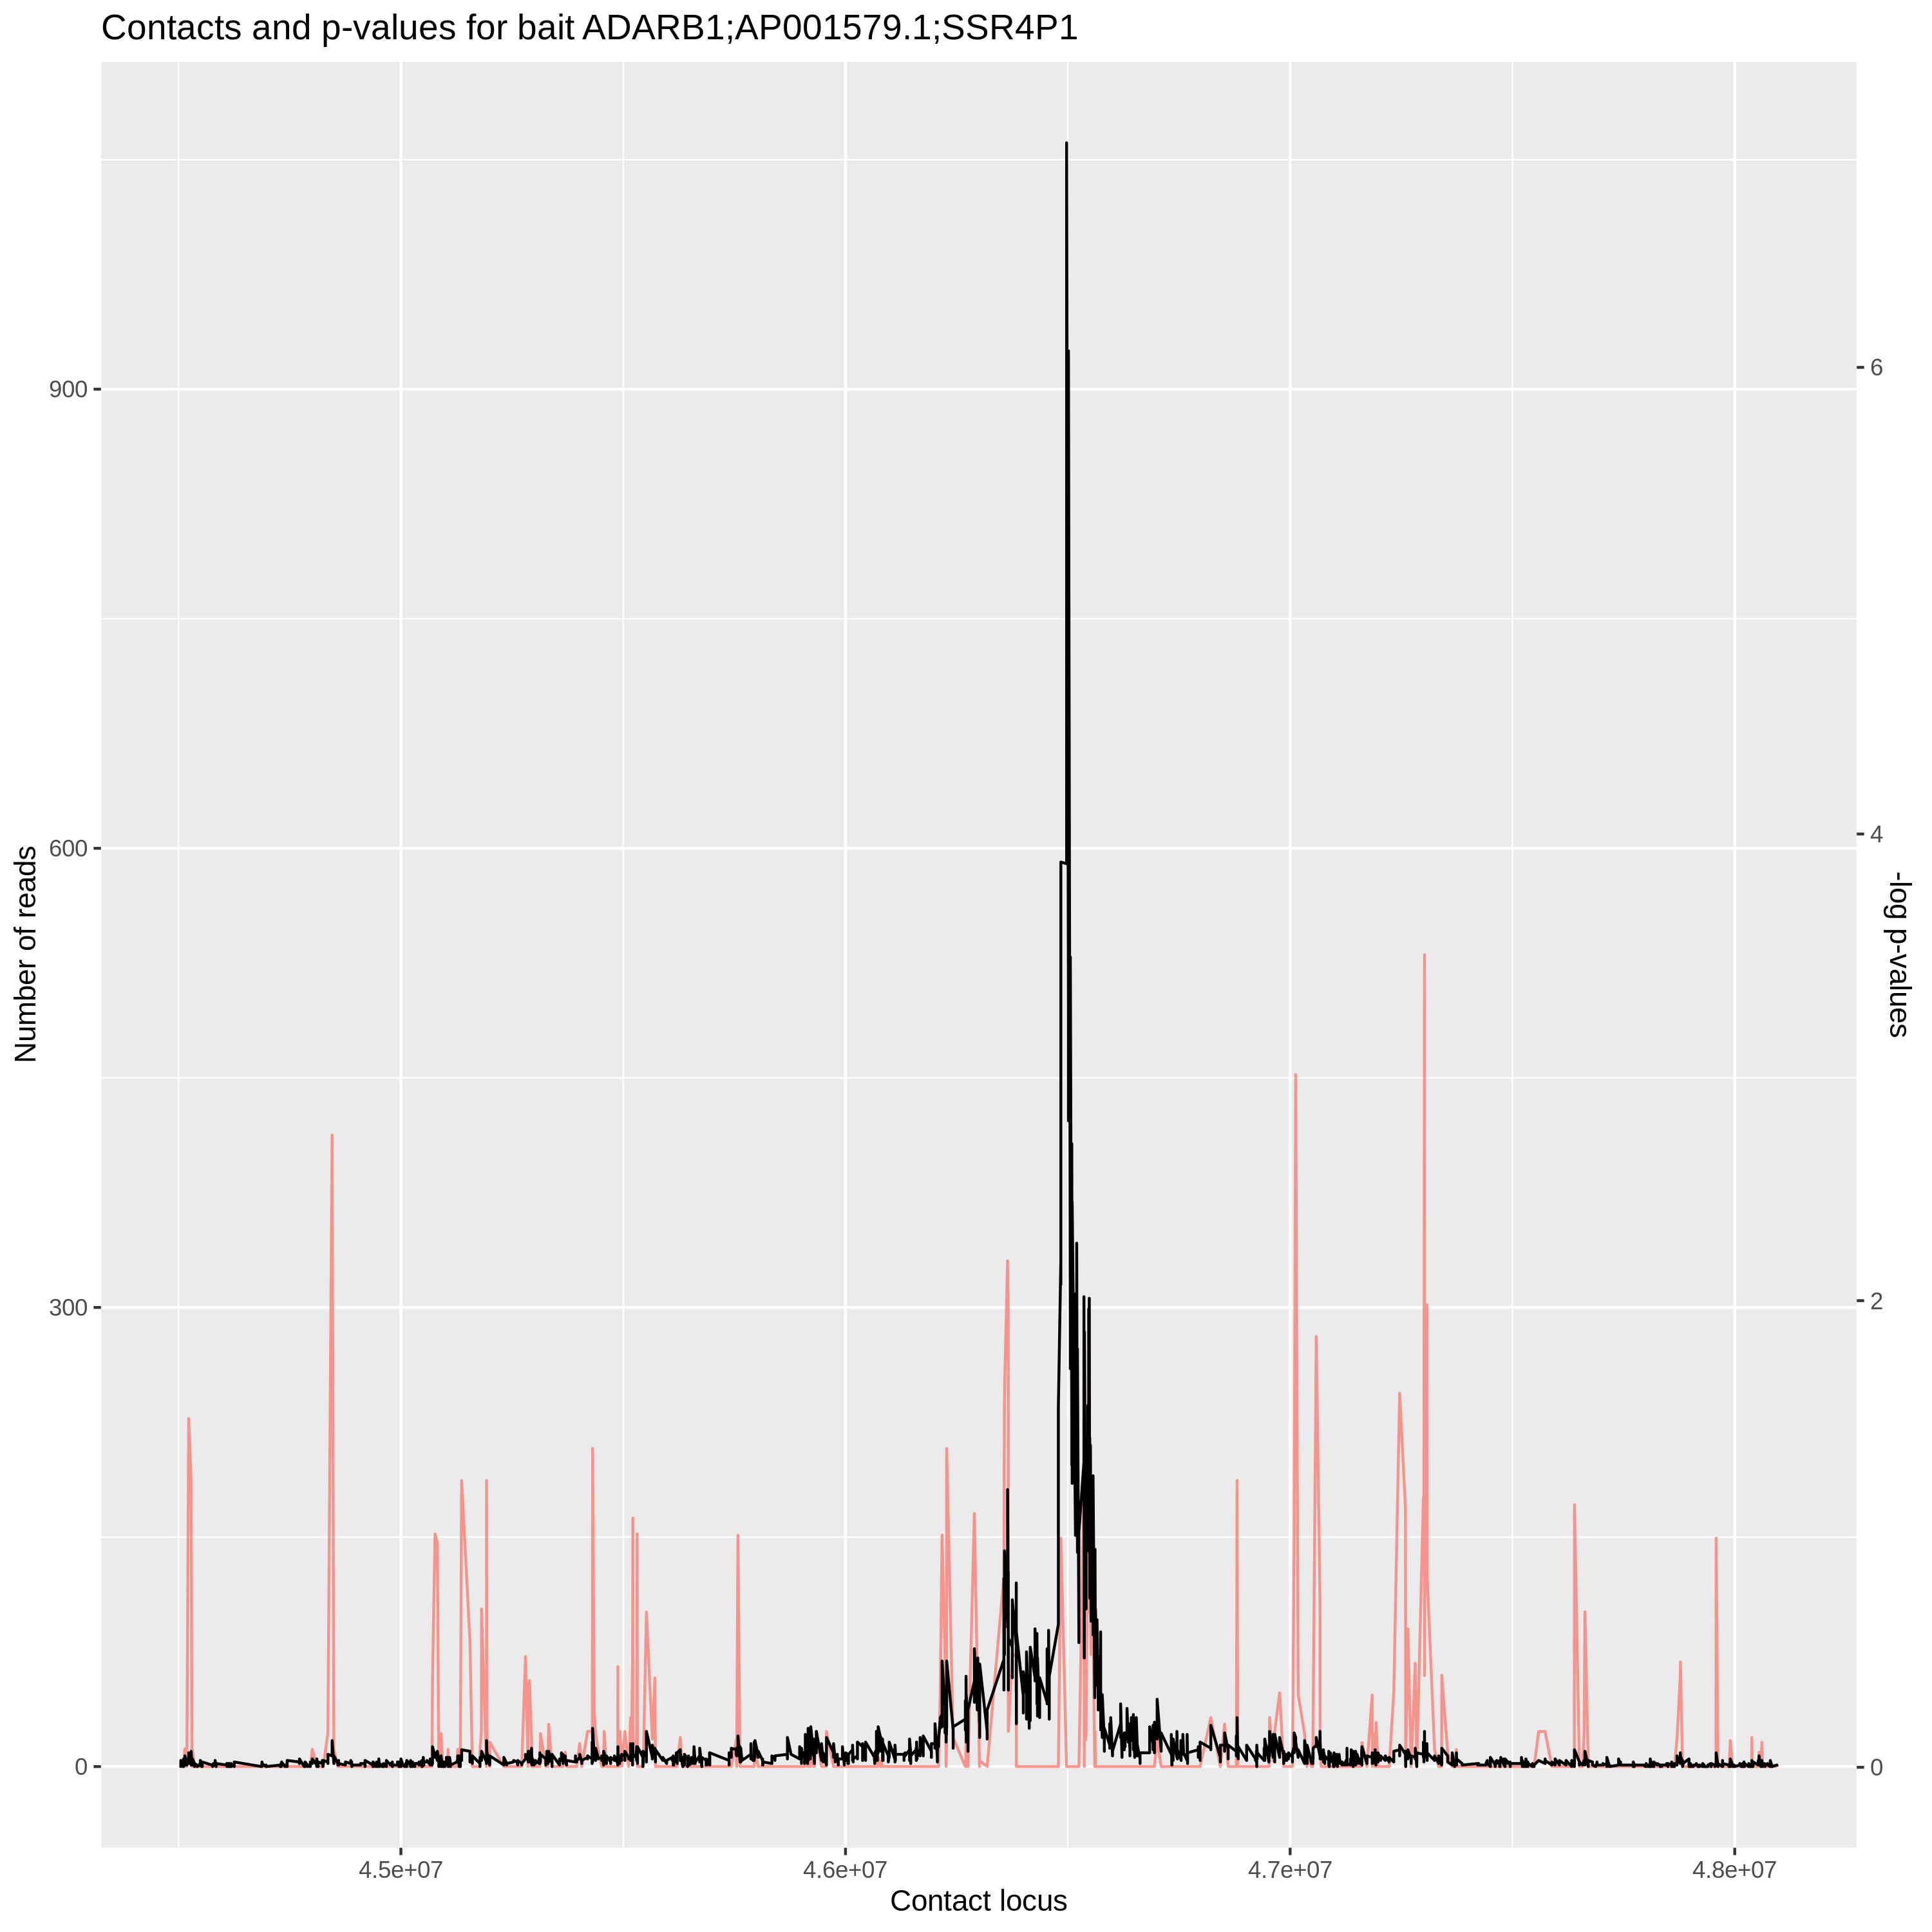 Contacts and p-values for bait ADARB1;AP001579.1;SSR4P1
900
600
300
0
Number of reads
6
4
2
0
-log p-values
4.5e+07
4.6e+07
4.7e+07
4.8e+07
Contact locus